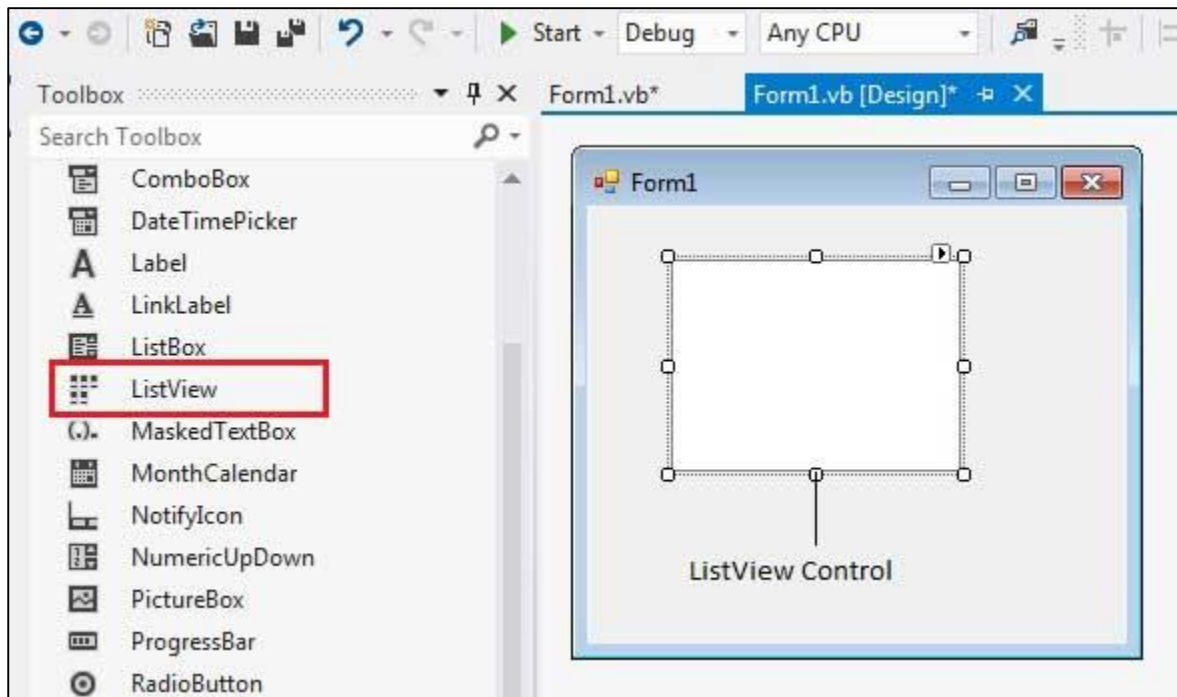 Start Debug Any CPU
Toolbox
Form1.vb* Form1.vb [Design]*
Search Toolbox
ComboBox
DateTimePicker
Label
LinkLabel
ListBox
ListView
MaskedTextBox
MonthCalendar
NotifyIcon
NumericUpDown
PictureBox
ProgressBar
RadioButton
Form1
ListView Control